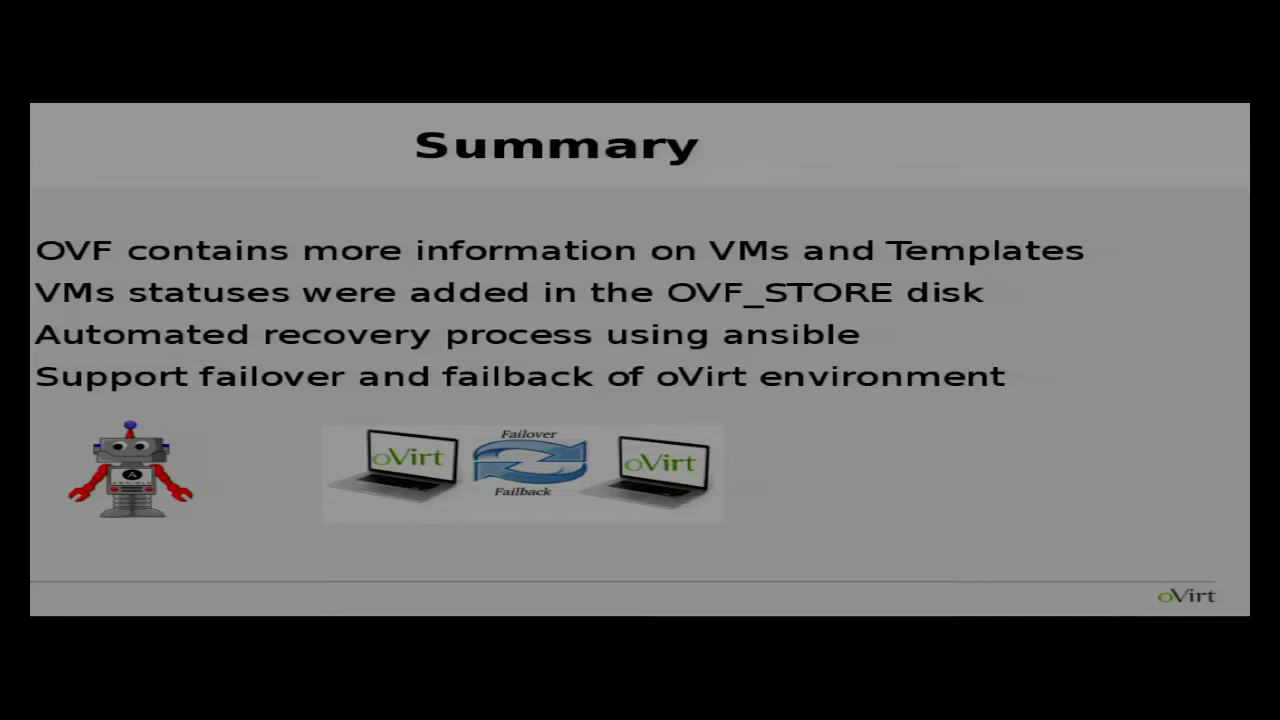 Summary
OVF contains more information on VMs and Templates
VMs statuses were added in the OVF_STORE disk
Automated recovery process using ansible
Support failover and failback of oVirt environment
Failover
oVirt
oVirt
Failback
A
ANSIBLE
oVirt